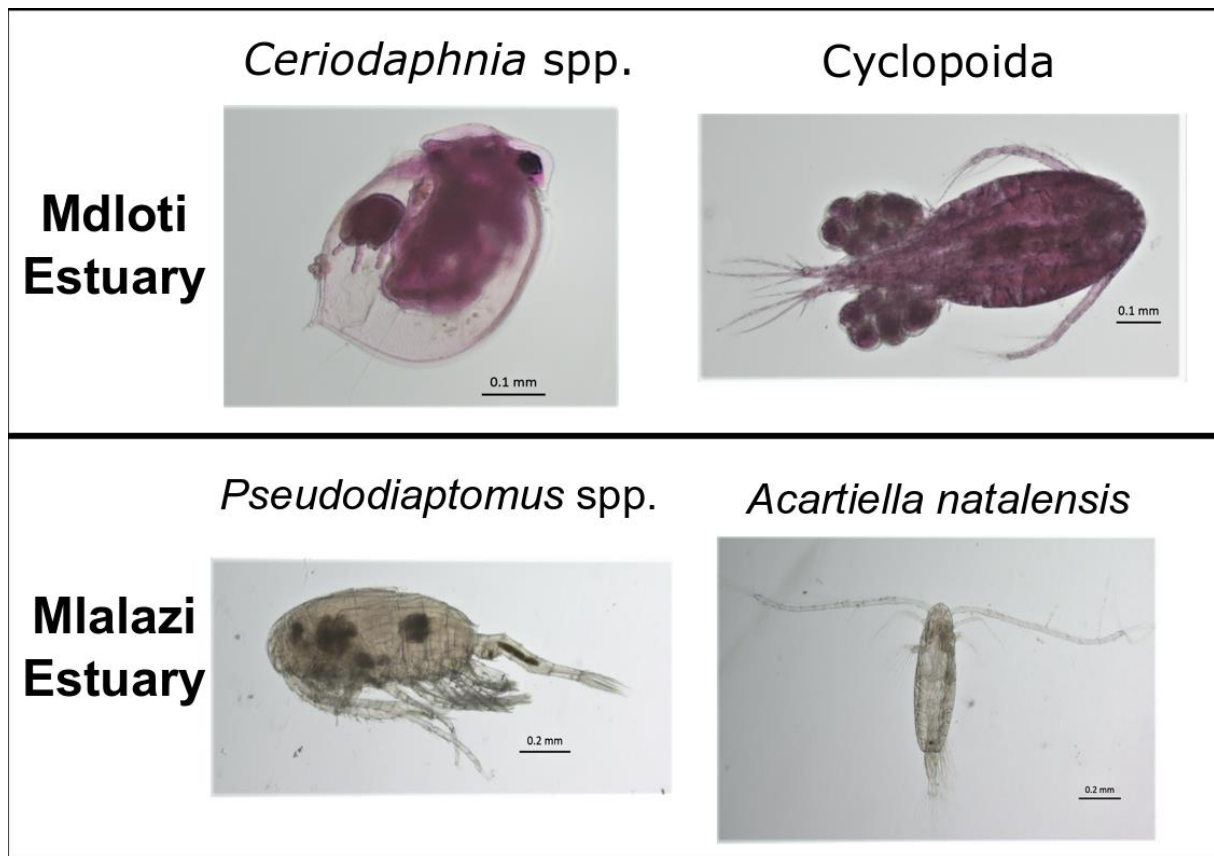 Ceriodaphnia spp.
Cyclopoida
Mdloti
Estuary
0.1 mm
0.1 mm
Pseudodiaptomus spp.
Acartiella natalensis
Mlalazi
Estuary
0.2 mm
0.2 mm